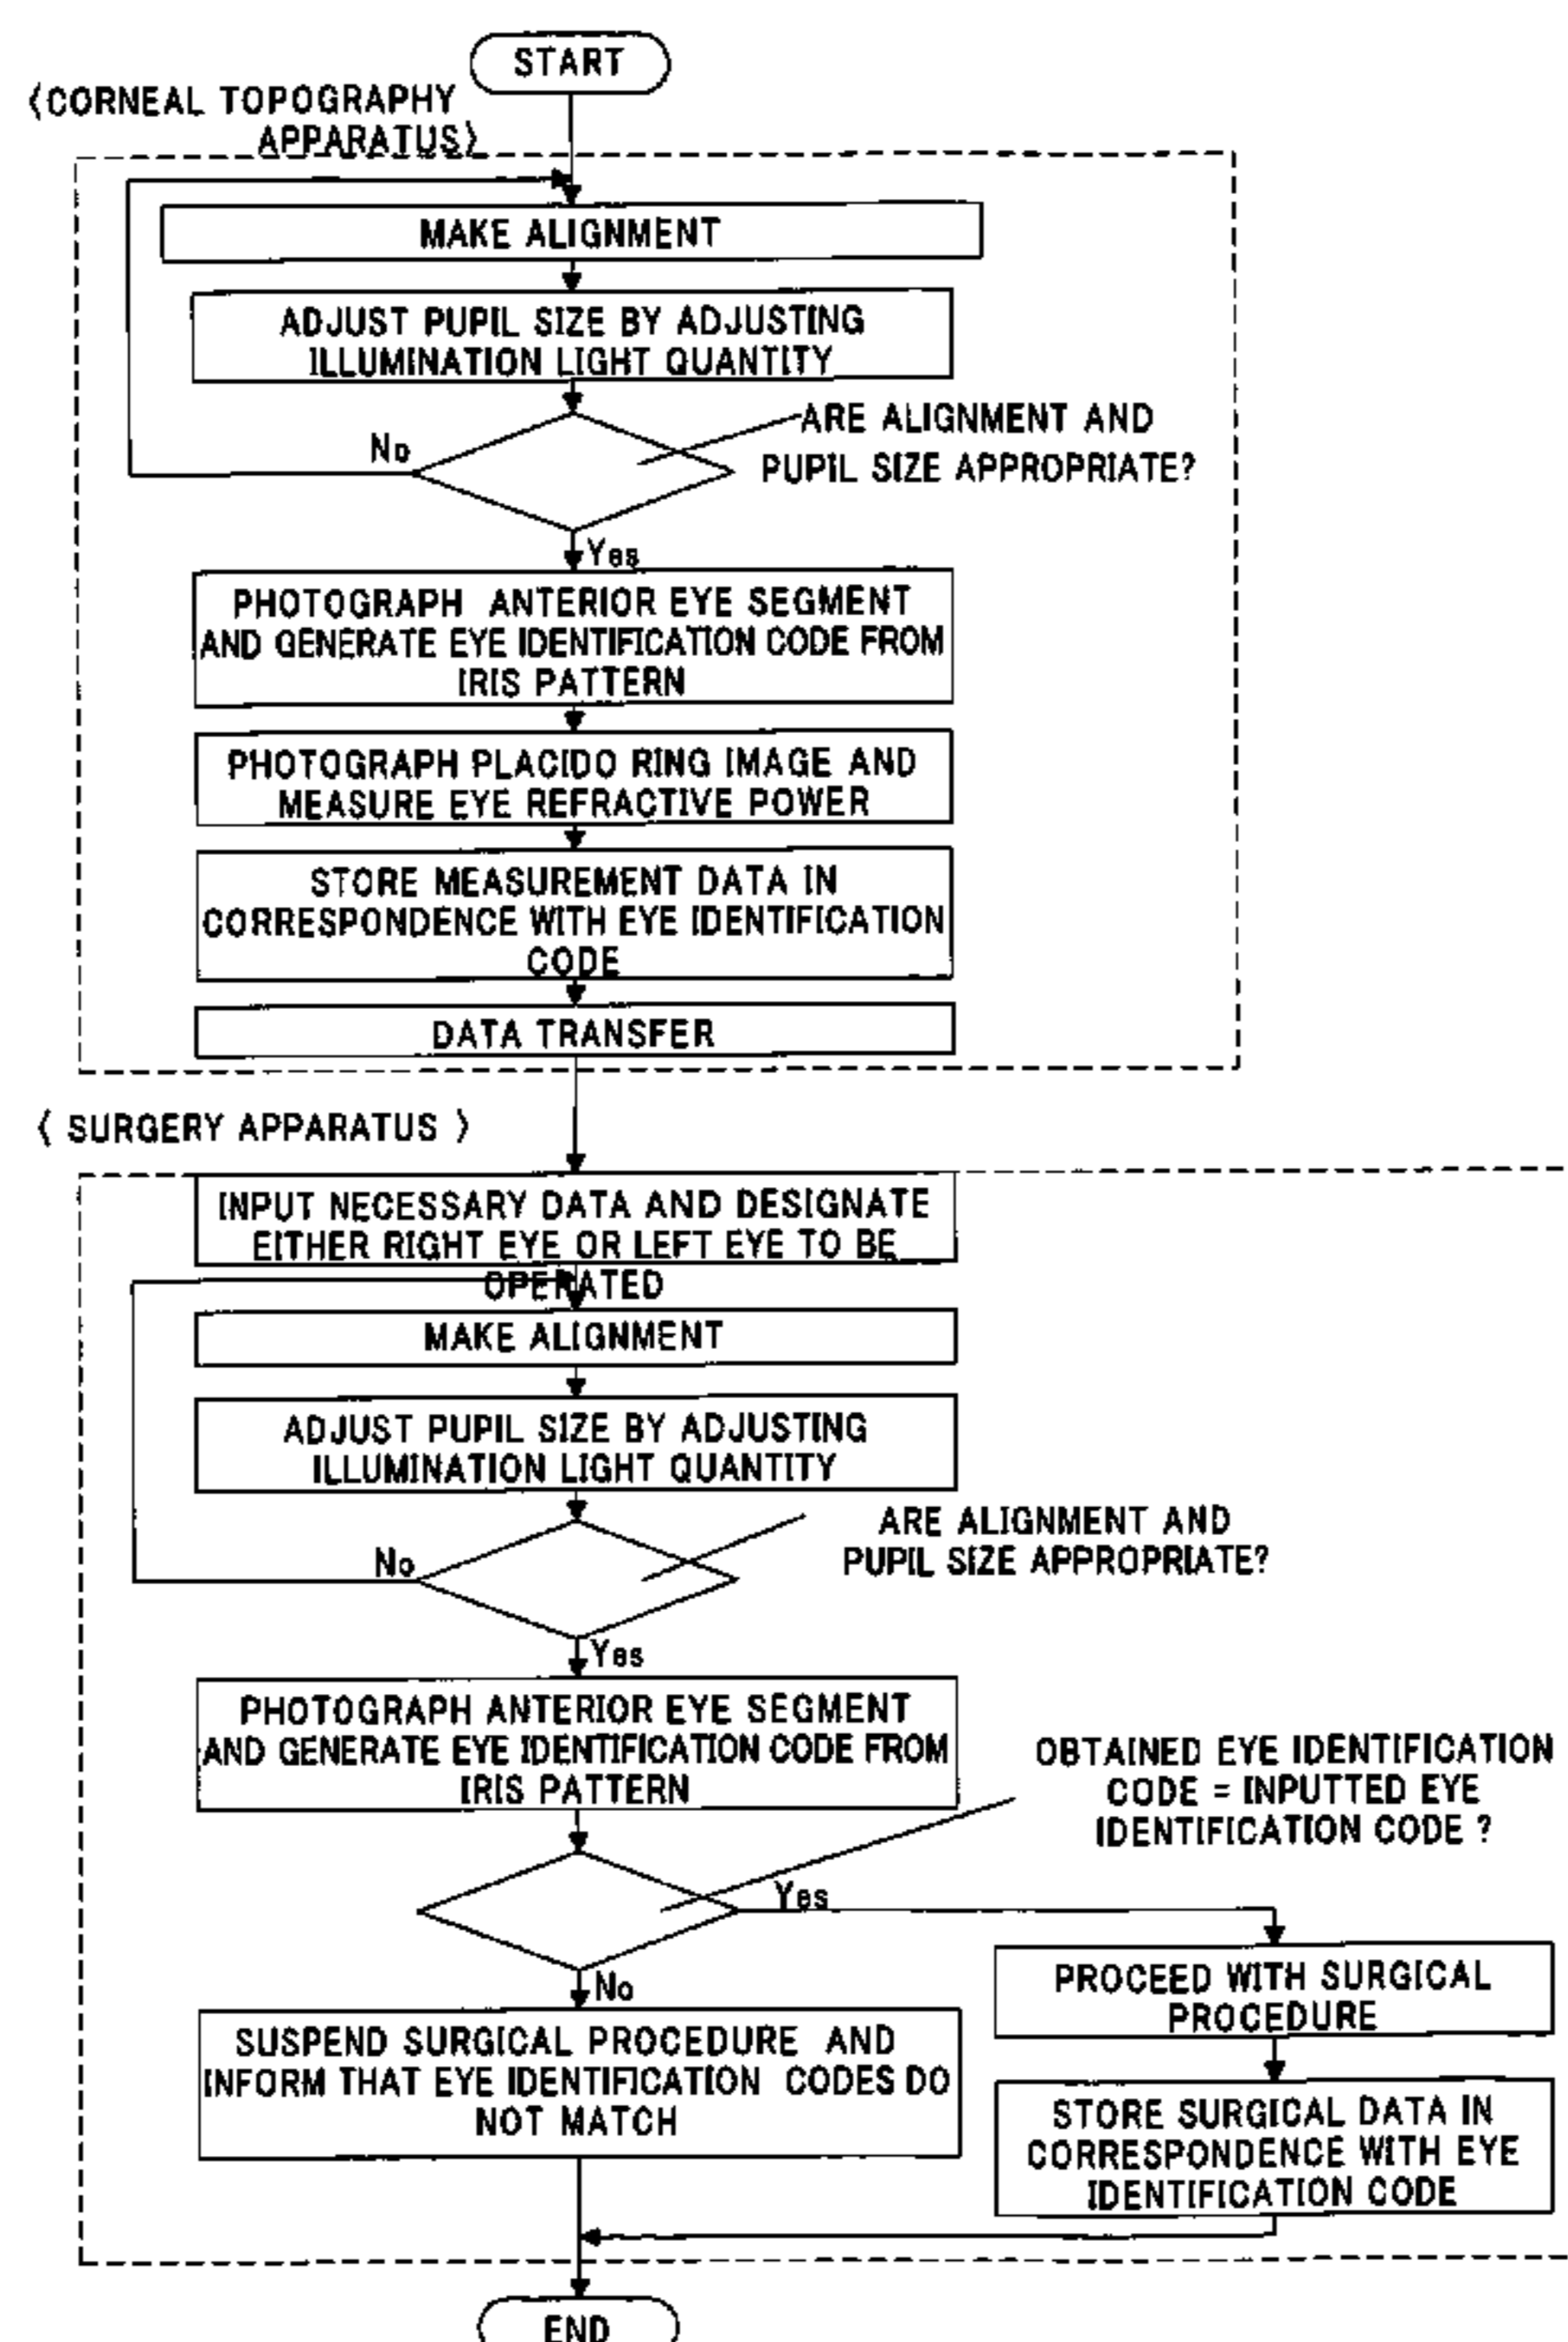 START
〈CORNEAL TOPOGRAPHY
APPARATUS〉
MAKE ALIGNMENT
ADJUST PUPIL SIZE BY ADJUSTING
ILLUMINATION LIGHT QUANTITY
ARE ALIGNMENT AND
PUPIL SIZE APPROPRIATE?
No
Yes
PHOTOGRAPH ANTERIOR EYE SEGMENT
AND GENERATE EYE IDENTIFICATION CODE FROM
IRIS PATTERN
PHOTOGRAPH PLACIDO RING IMAGE AND
MEASURE EYE REFRACTIVE POWER
STORE MEASUREMENT DATA IN
CORRESPONDENCE WITH EYE IDENTIFICATION
CODE
DATA TRANSFER
〈 SURGERY APPARATUS 〉
INPUT NECESSARY DATA AND DESIGNATE
EITHER RIGHT EYE OR LEFT EYE TO BE
OPERATED
MAKE ALIGNMENT
ADJUST PUPIL SIZE BY ADJUSTING
ILLUMINATION LIGHT QUANTITY
ARE ALIGNMENT AND
PUPIL SIZE APPROPRIATE?
No
Yes
PHOTOGRAPH ANTERIOR EYE SEGMENT
AND GENERATE EYE IDENTIFICATION CODE FROM
IRIS PATTERN
OBTAINED EYE IDENTIFICATION
CODE = INPUTTED EYE
IDENTIFICATION CODE ?
Yes
No
PROCEED WITH SURGICAL
PROCEDURE
SUSPEND SURGICAL PROCEDURE AND
INFORM THAT EYE IDENTIFICATION CODES DO
NOT MATCH
STORE SURGICAL DATA IN
CORRESPONDENCE WITH EYE
IDENTIFICATION CODE
END